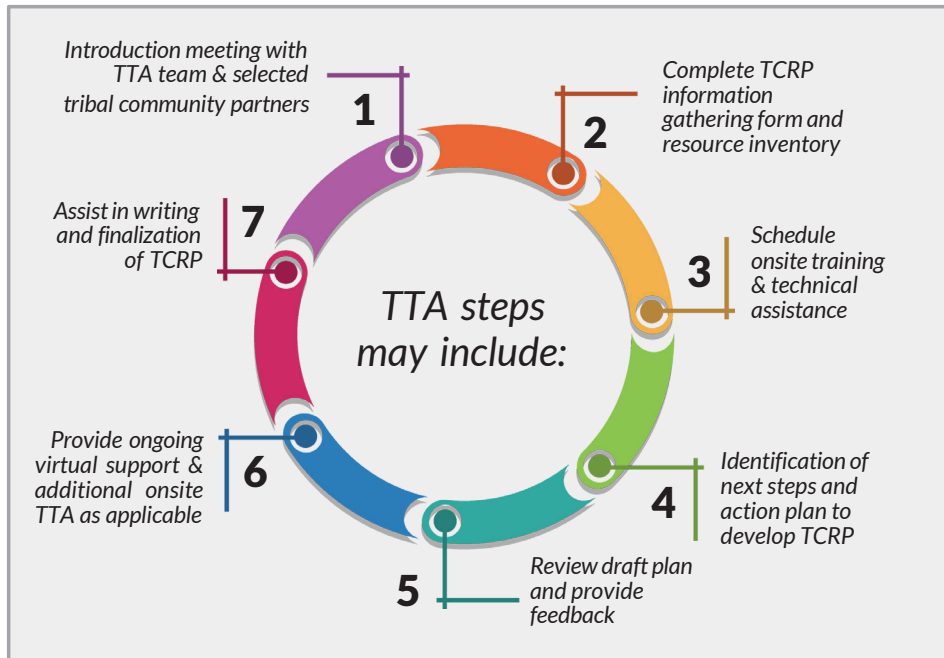 TTA steps
may include:
1
Introduction meeting with
TTA team & selected
tribal community partners
2
Complete TCRP
information
gathering form and
resource inventory
3
Schedule
onsite training
& technical
assistance
4
Identification of
next steps and
action plan to
develop TCRP
5
Review draft plan
and provide
feedback
6
Provide ongoing
virtual support &
additional onsite
TTA as applicable
7
Assist in writing
and finalization
of TCRP